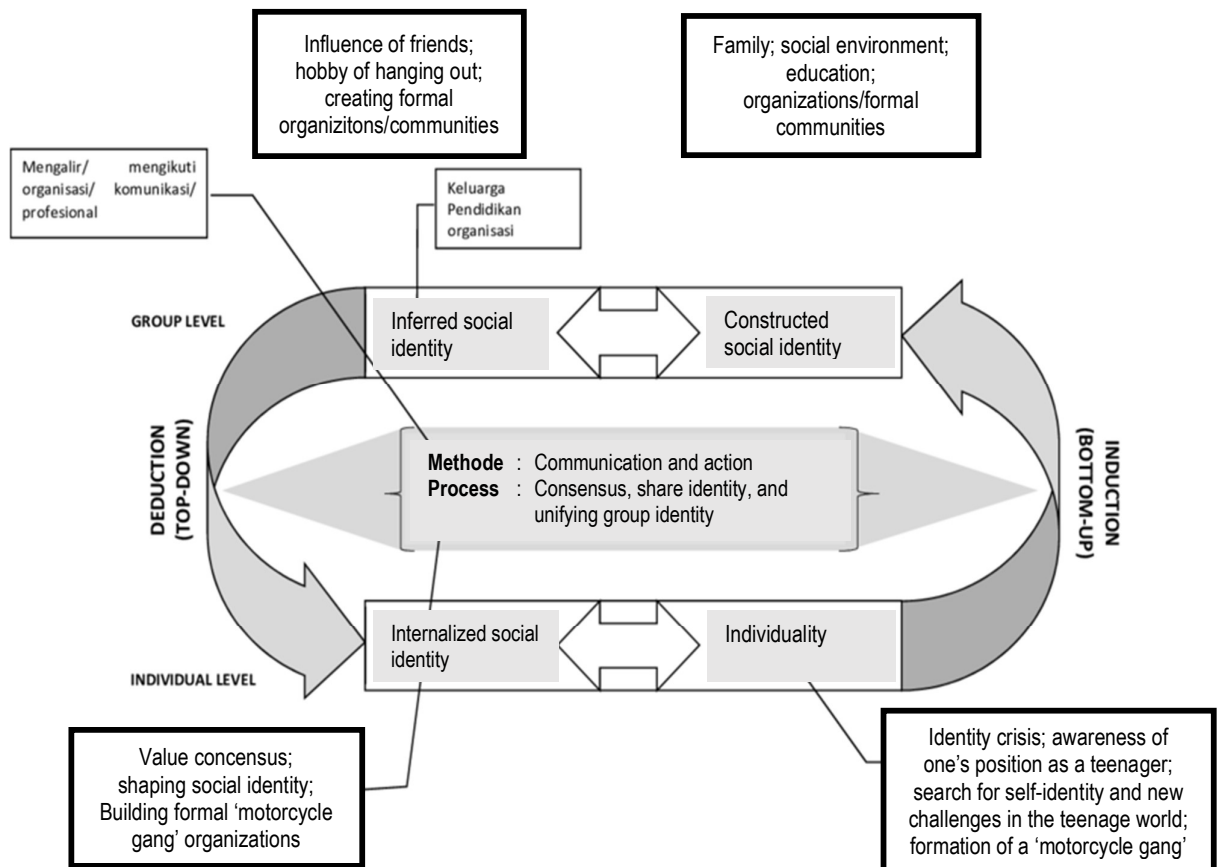 Influence of friends;
hobby of hanging out;
creating formal
organizitons/communities
Family; social environment;
education;
organizations/formal
communities
Mengalir/ mengikuti
organisasi/ komunikasi/
profesional
Keluarga
Pendidikan
organisasi
GROUP LEVEL
Inferred social
identity
Constructed
social identity
DEDUCTION
(TOP-DOWN)
Methode : Communication and action
Process : Consensus, share identity, and
unifying group identity
INDUCTION
(BOTTOM-UP)
Internalized social
identity
Individuality
INDIVIDUAL LEVEL
Value concensus;
shaping social identity;
Building formal ‘motorcycle
gang’ organizations
Identity crisis; awareness of
one’s position as a teenager;
search for self-identity and new
challenges in the teenage world;
formation of a ‘motorcycle gang’